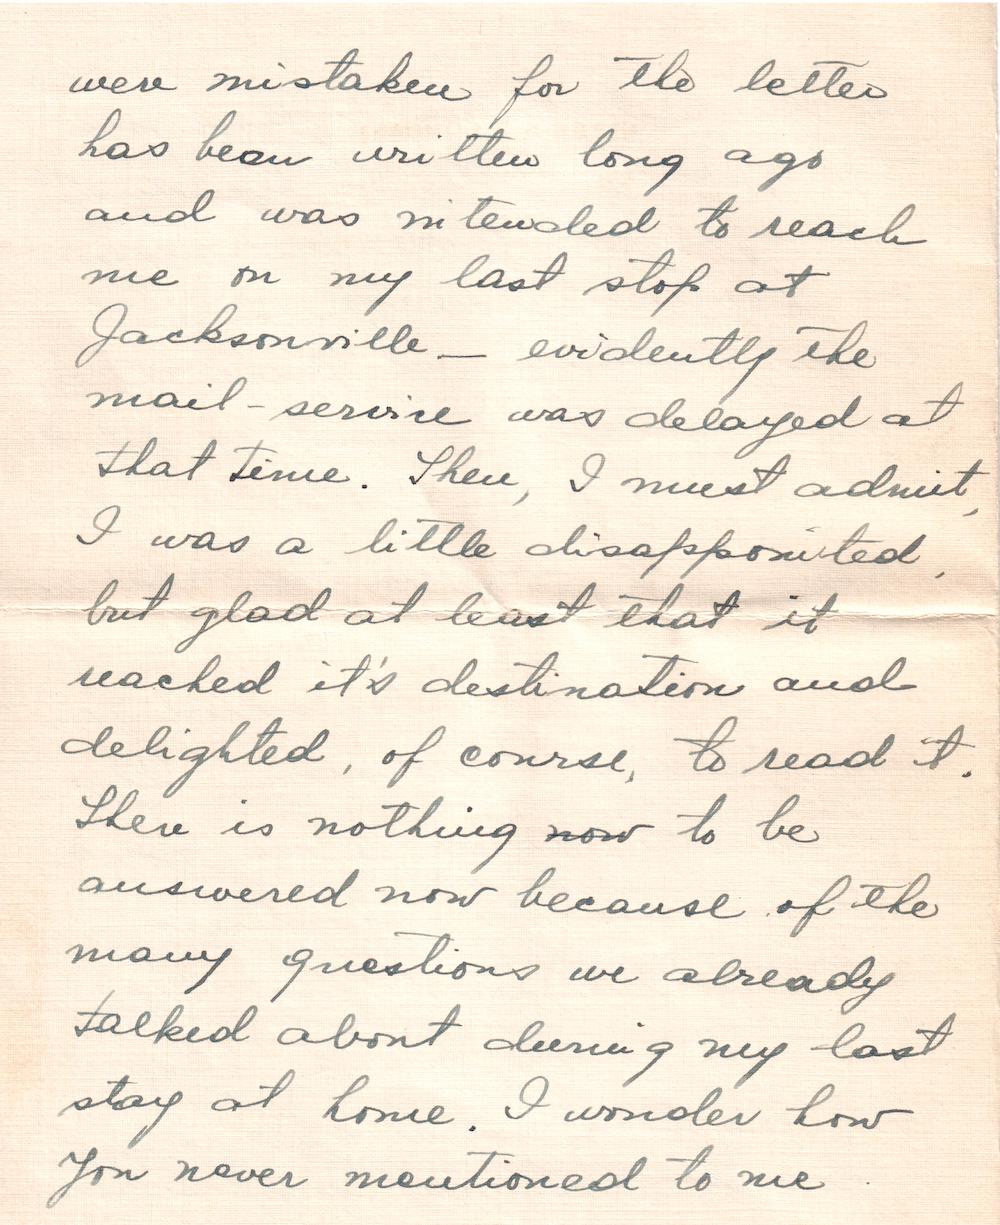 were mistaken for the letter
has been written long ago
and was intended to reach
me on my last stop at
Jacksonville — evidently the
mail-service was delayed at
that time. Then, I must admit,
I was a little disappointed,
but glad at least that it
reached it's destination and
delighted, of course, to read it.
There is nothing now to be
answered now because of the
many questions we already
talked about during my last
stay at home. I wonder how
you never mentioned to me